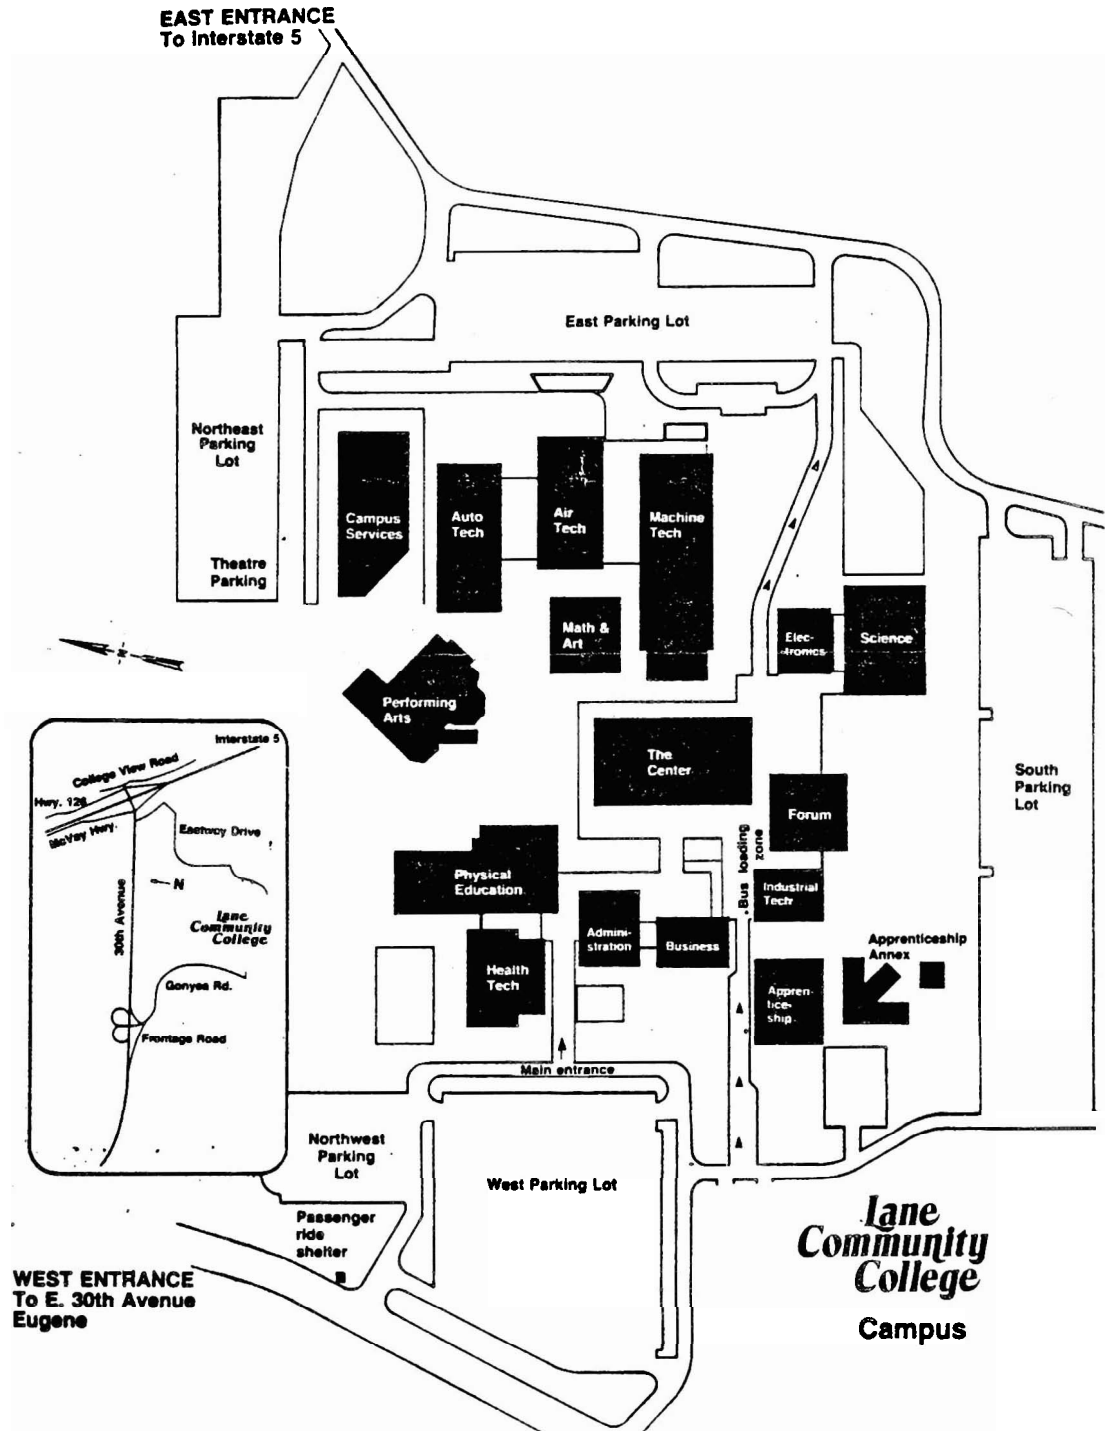 EAST ENTRANCE
To Interstate 5
East Parking Lot
Northeast
Parking
Lot
Theatre
Parking
Campus
Services
Auto
Tech
Air
Tech
Machine
Tech
Math &
Art
Elec-
tronics
Science
Performing
Arts
The
Center
Forum
South
Parking
Lot
Bus loading
zone
Physical
Education
Industrial
Tech
Admini-
stration
Business
Health
Tech
Apprenticeship
Annex
Appren-
tice-
ship
Main entrance
Interstate 5
College View Road
Hwy. 126
McVay Hwy.
Eastway Drive
N
30th Avenue
Lane
Community
College
Gonyea Rd.
Frontage Road
Northwest
Parking
Lot
West Parking Lot
Passenger
ride
shelter
WEST ENTRANCE
To E. 30th Avenue
Eugene
Lane
Community
College
Campus